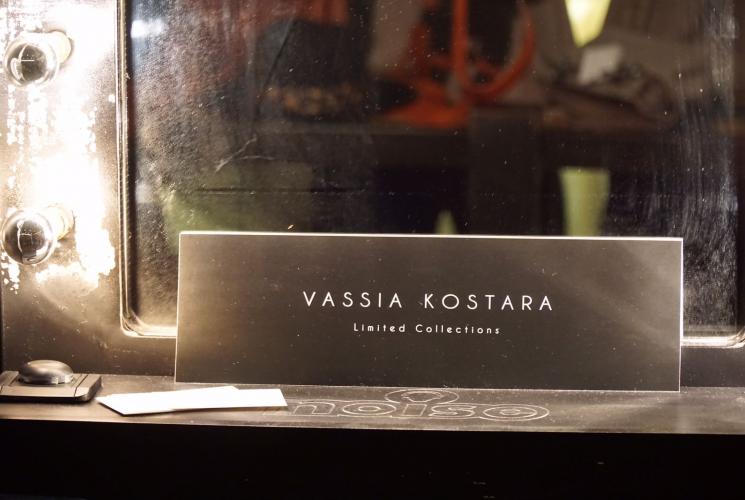 VASSIA KOSTARA
Limited Collections
noise